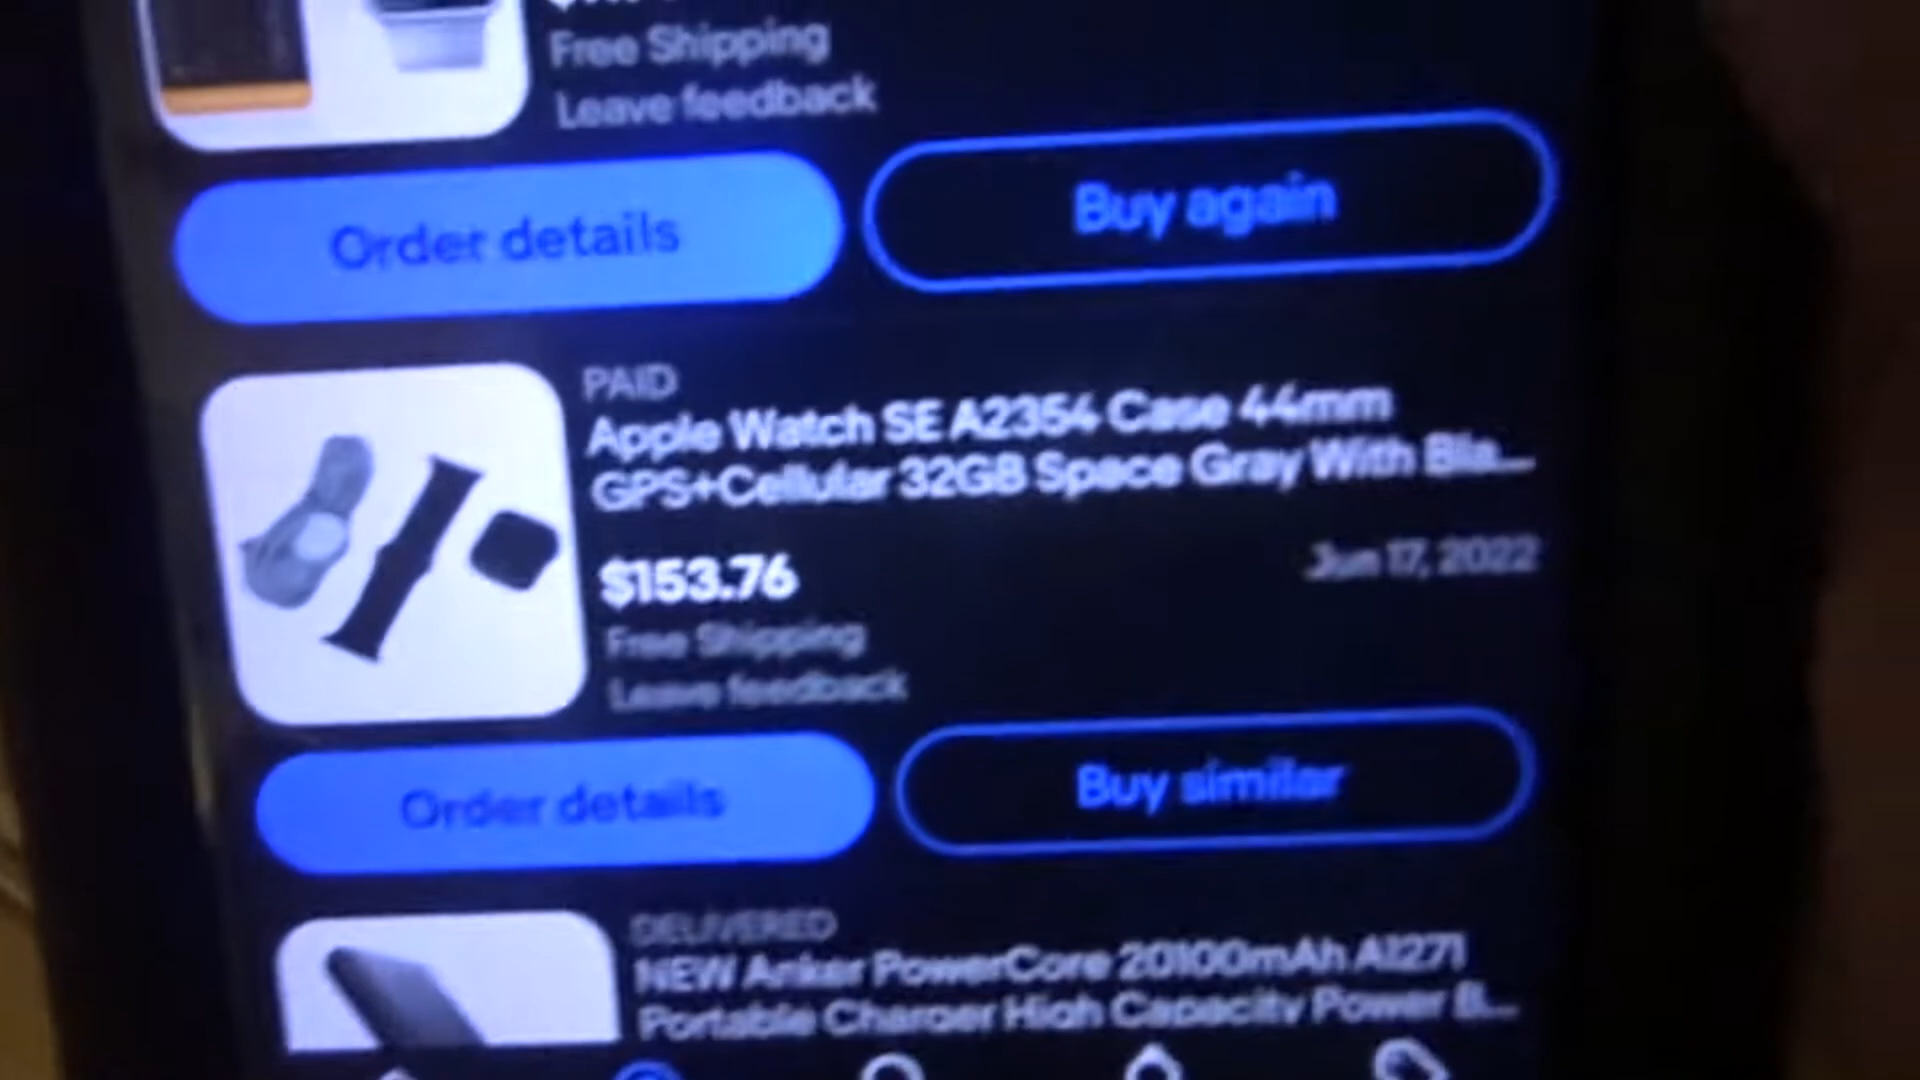 Free Shipping
Leave feedback
Order details
Buy again
PAID
Apple Watch SE A2354 Case 44mm
GPS+Cellular 32GB Space Gray With Bla...
$153.76
Jun 17, 2022
Free Shipping
Leave feedback
Order details
Buy similar
DELIVERED
NEW Anker PowerCore 20100mAh A1271
Portable Charger High Capacity Power B...